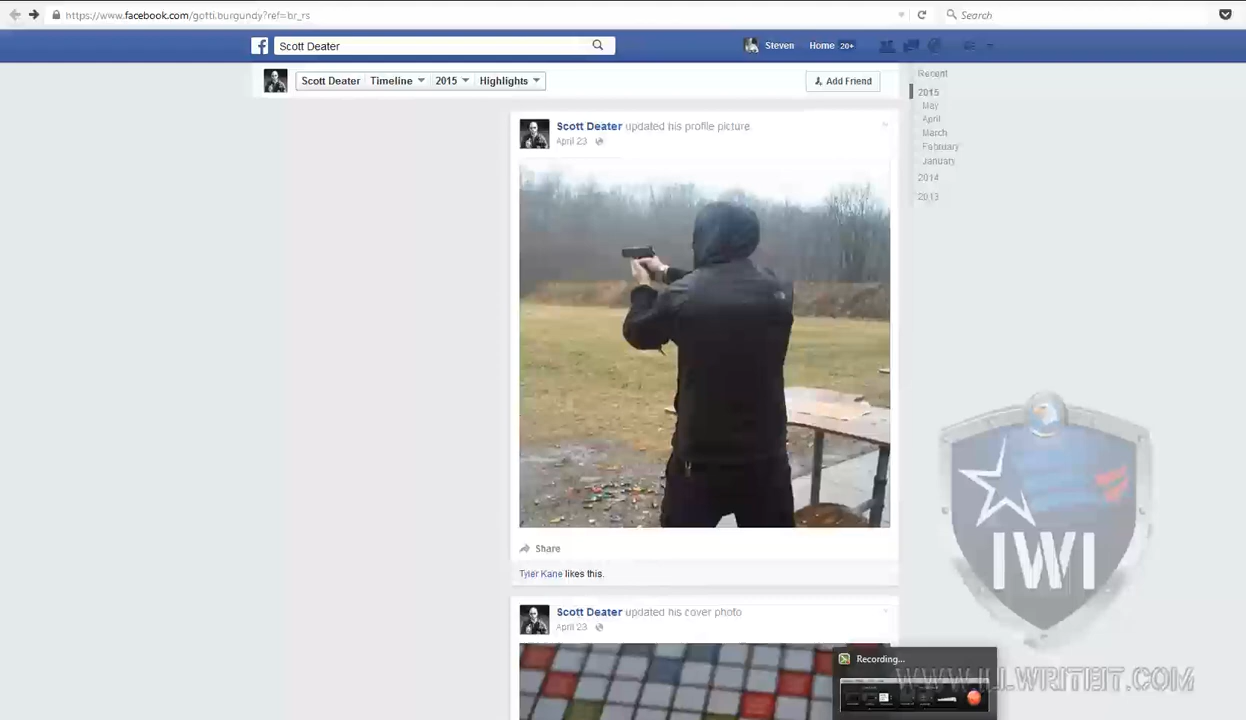 https://www.facebook.com/gotti.burgundy?ref=br_rs
Search
Scott Deater
Steven
Home 20+
Scott Deater
Timeline
2015
Highlights
Add Friend
Recent
2015
May
April
March
February
January
2014
2013
Scott Deater updated his profile picture
April 23
Share
Tyler Kane likes this.
Scott Deater updated his cover photo
April 23
Recording...
IWI
WWW.ILLWRITEIT.COM